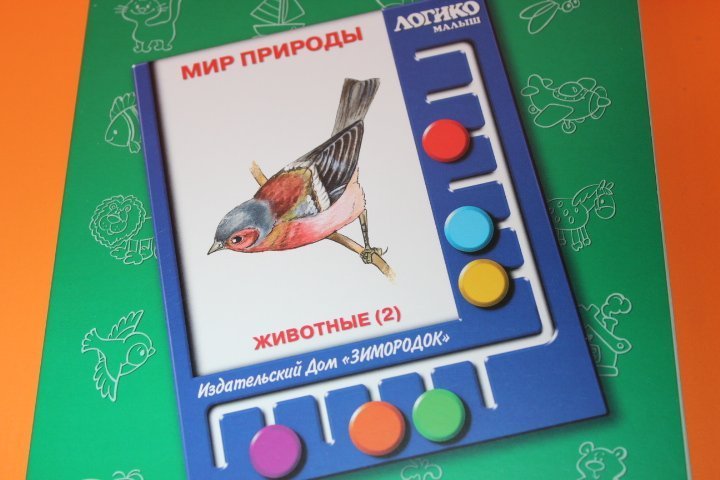 ЛОГИКО
МАЛЫШ
МИР ПРИРОДЫ
ЖИВОТНЫЕ (2)
Издательский Дом «ЗИМОРОДОК»